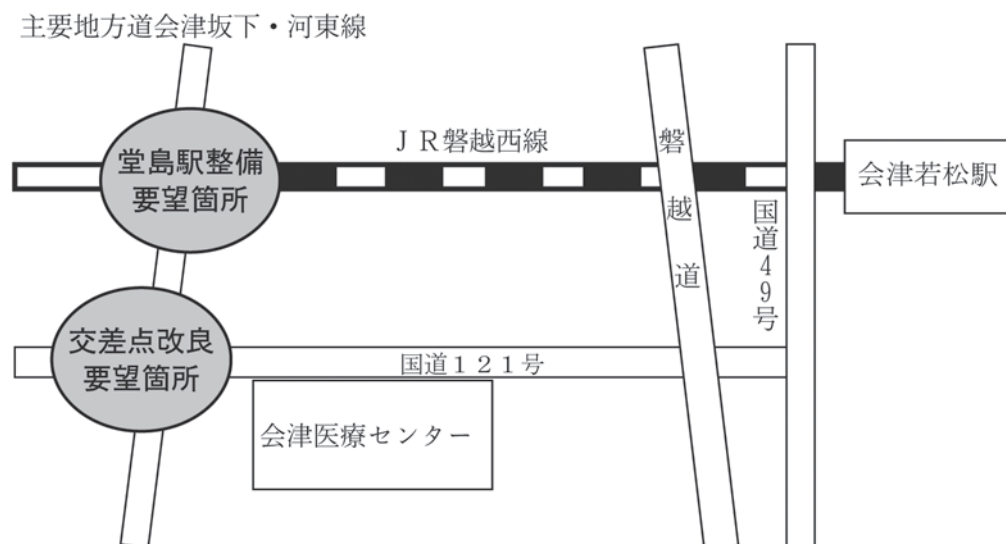 主要地方道会津坂下・河東線
ＪＲ磐越西線
堂島駅整備
要望箇所
磐越道
会津若松駅
国道49号
交差点改良
要望箇所
国道１２１号
会津医療センター